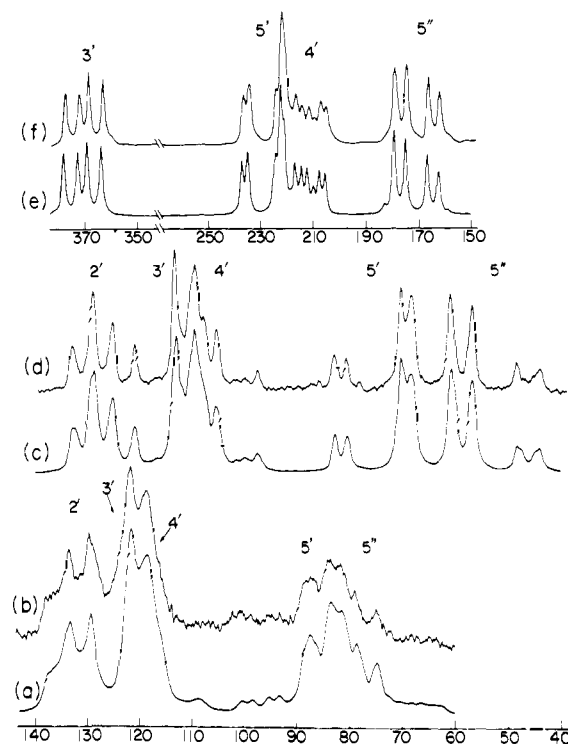 3' 5' 4' 5"
(f)
(e)
370 350 250 230 210 190 170 150
2' 3' 4' 5' 5"
(d)
(c)
2' 3' 4' 5' 5"
(b)
(a)
140 130 120 110 100 90 80 70 60 50 40